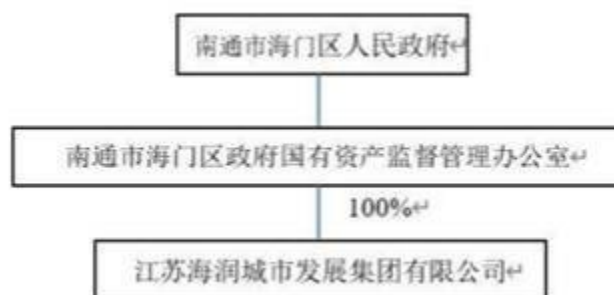 南通市海门区人民政府↵
南通市海门区政府国有资产监督管理办公室↵
100%↵
江苏海润城市发展集团有限公司↵